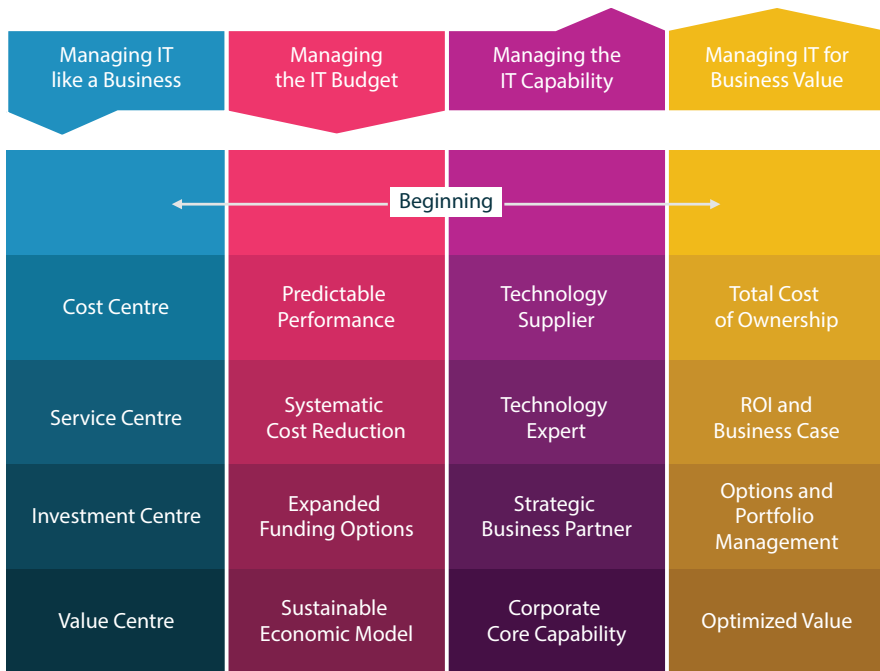 Managing IT
like a Business
Managing
the IT Budget
Managing the
IT Capability
Managing IT for
Business Value
Beginning
Cost Centre
Predictable
Performance
Technology
Supplier
Total Cost
of Ownership
Service Centre
Systematic
Cost Reduction
Technology
Expert
ROI and
Business Case
Investment Centre
Expanded
Funding Options
Strategic
Business Partner
Options and
Portfolio
Management
Value Centre
Sustainable
Economic Model
Corporate
Core Capability
Optimized Value